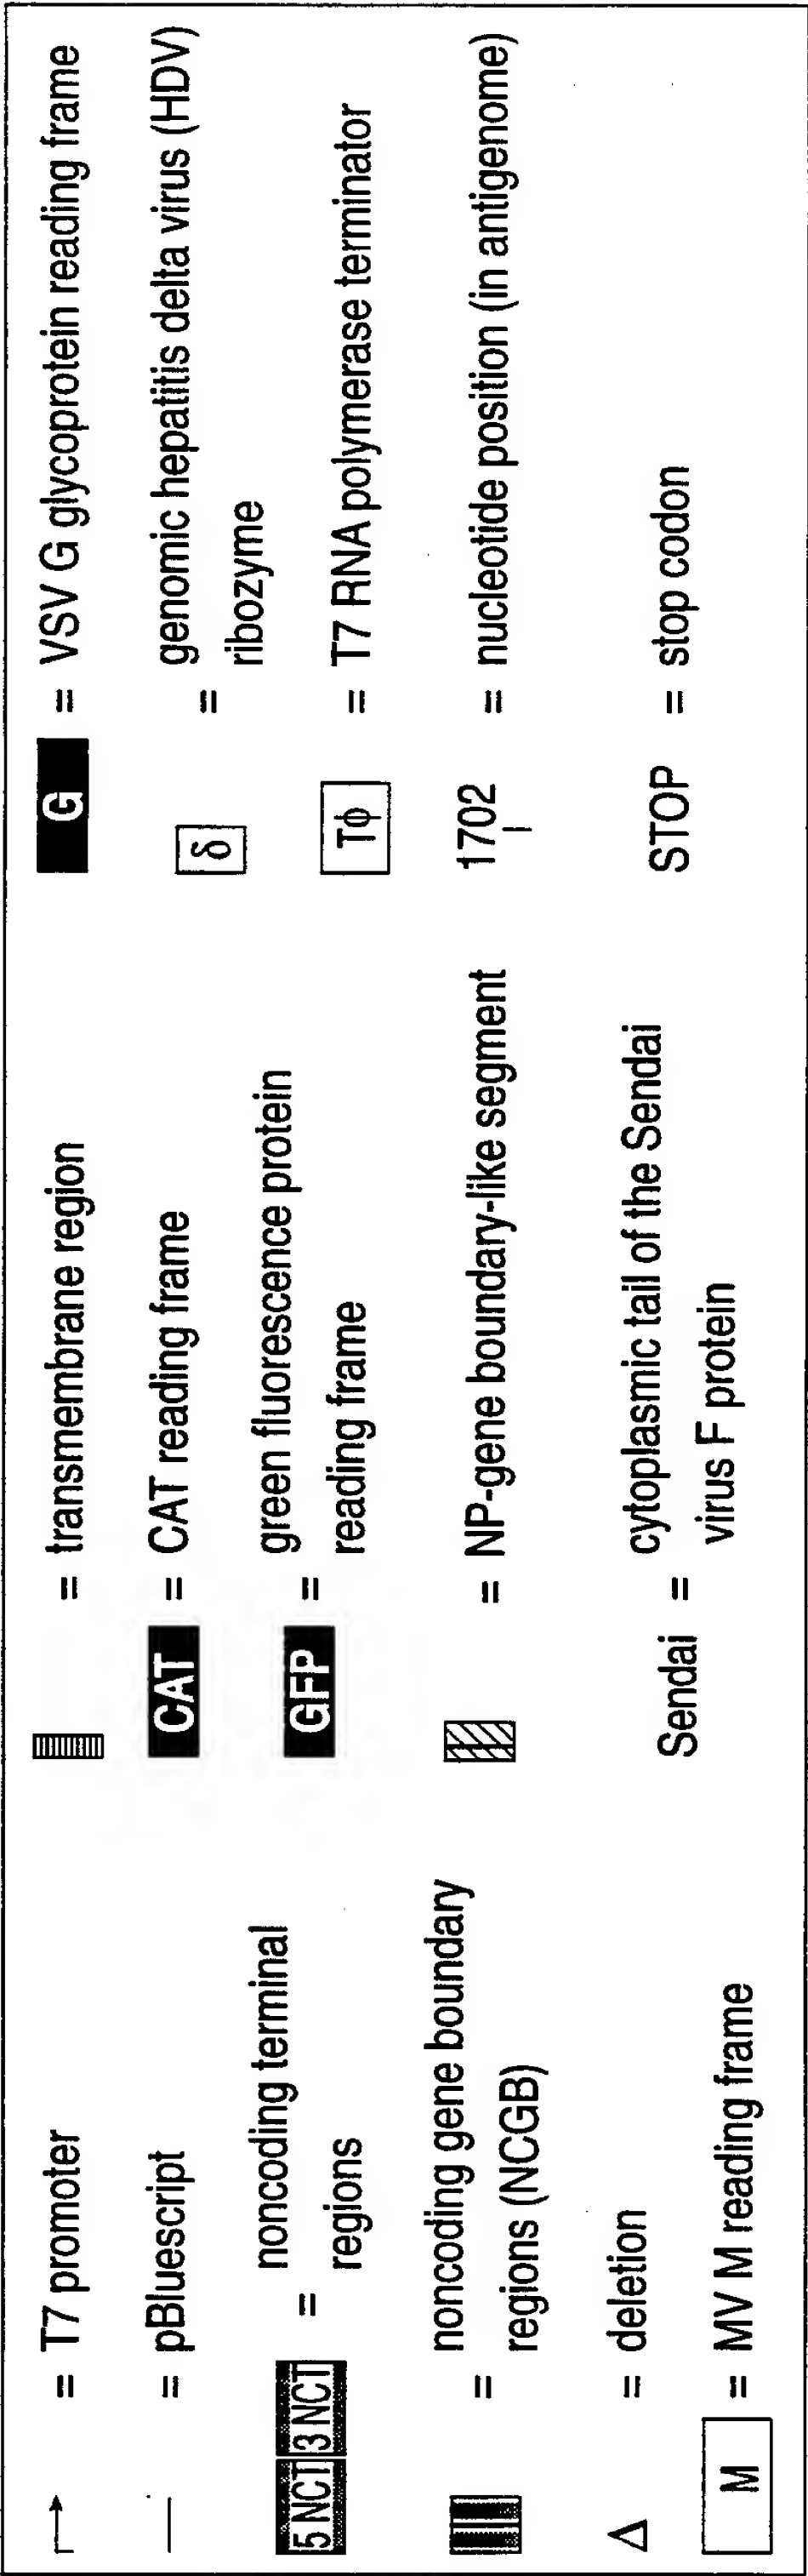 = T7 promoter
= pBluescript
5 NCT 3 NCT = noncoding terminal
regions
= noncoding gene boundary
regions (NCGB)
Δ = deletion
M = MV M reading frame
= transmembrane region
CAT = CAT reading frame
GFP = green fluorescence protein
reading frame
= NP-gene boundary-like segment
Sendai = cytoplasmic tail of the Sendai
virus F protein
G = VSV G glycoprotein reading frame
δ = genomic hepatitis delta virus (HDV)
ribozyme
Tϕ = T7 RNA polymerase terminator
1702 = nucleotide position (in antigenome)
STOP = stop codon